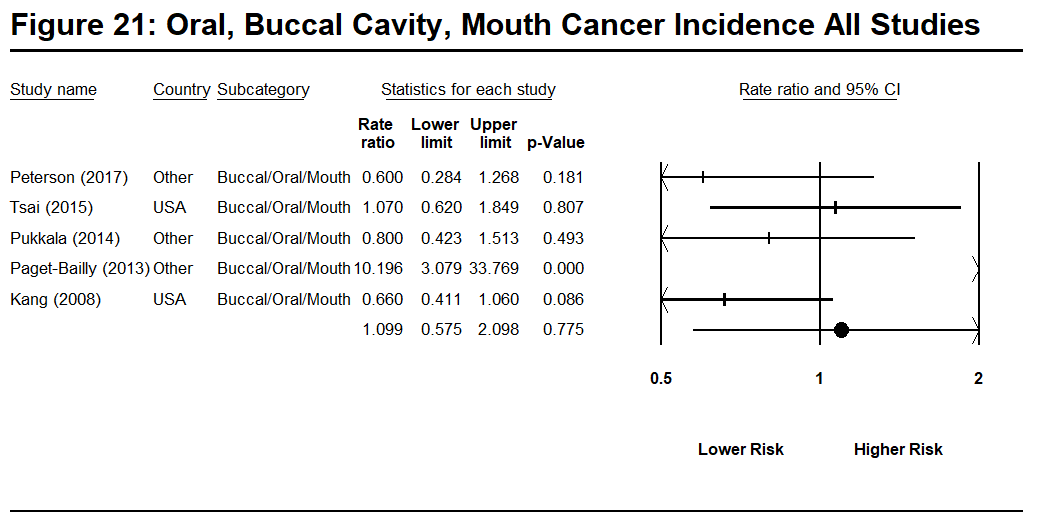 Figure 21: Oral, Buccal Cavity, Mouth Cancer Incidence All Studies
Study name Country Subcategory Statistics for each study Rate ratio and 95% CI
Rate ratio Lower limit Upper limit p-Value
Peterson (2017) Other Buccal/Oral/Mouth 0.600 0.284 1.268 0.181
Tsai (2015) USA Buccal/Oral/Mouth 1.070 0.620 1.849 0.807
Pukkala (2014) Other Buccal/Oral/Mouth 0.800 0.423 1.513 0.493
Paget-Bailly (2013) Other Buccal/Oral/Mouth 10.196 3.079 33.769 0.000
Kang (2008) USA Buccal/Oral/Mouth 0.660 0.411 1.060 0.086
1.099 0.575 2.098 0.775
0.5 1 2
Lower Risk Higher Risk